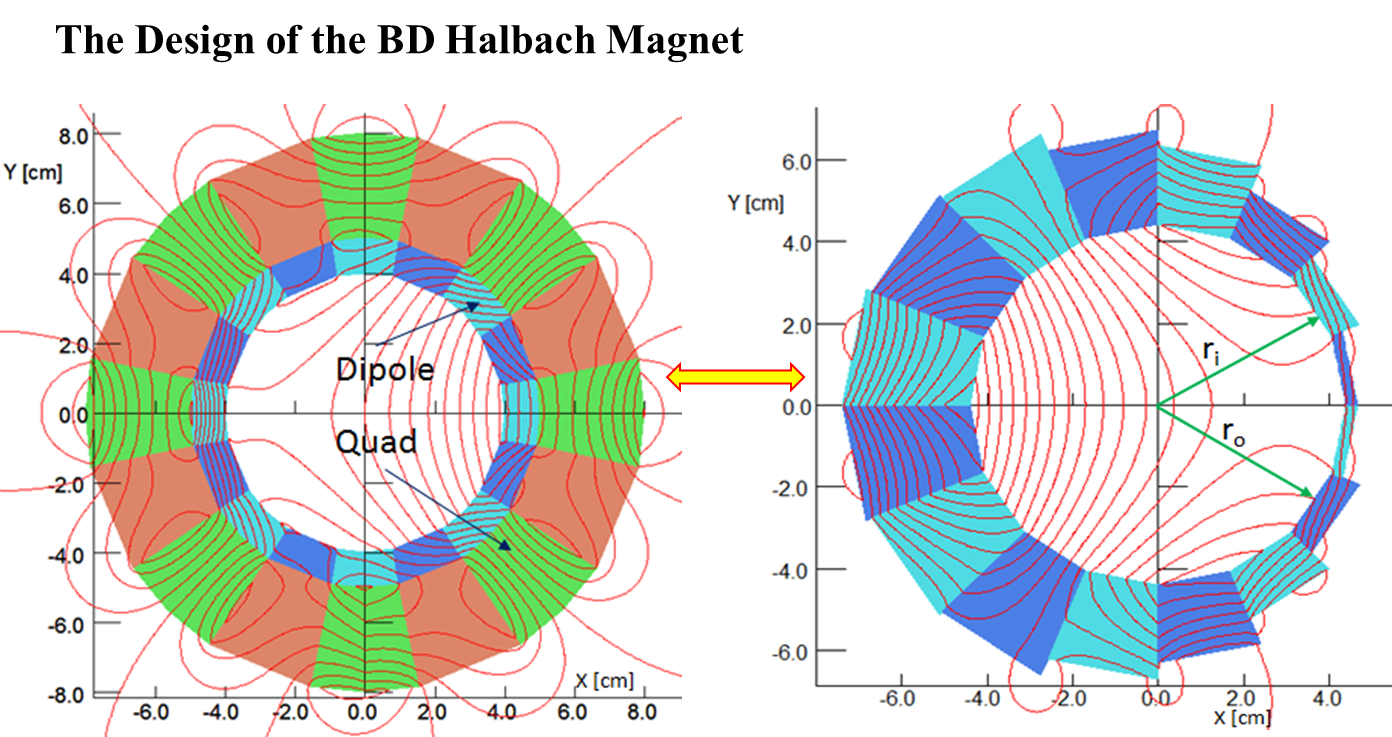 The Design of the BD Halbach Magnet
8.0
Y [cm]
6.0
4.0
2.0
0.0
-2.0
-4.0
-6.0
-8.0
Dipole
Quad
X [cm]
-6.0 -4.0 -2.0 0.0 2.0 4.0 6.0 8.0
6.0
Y [cm]
4.0
2.0
0.0
-2.0
-4.0
-6.0
ri
ro
-6.0 -4.0 -2.0 0.0 2.0 4.0
X [cm]